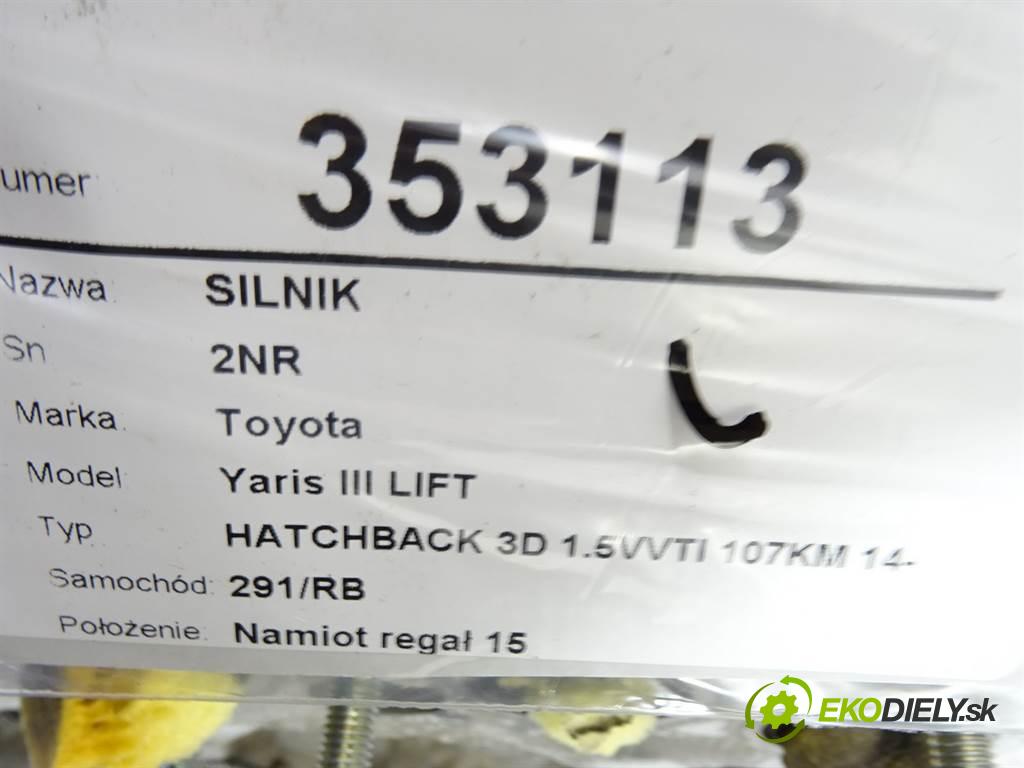 umer 353113
Nazwa SILNIK
Sn 2NR
Marka. Toyota
Model Yaris III LIFT
Typ HATCHBACK 3D 1.5VVTI 107KM 14-
Samochód: 291/RB
Położenie: Namiot regał 15
EKODIELY.sk